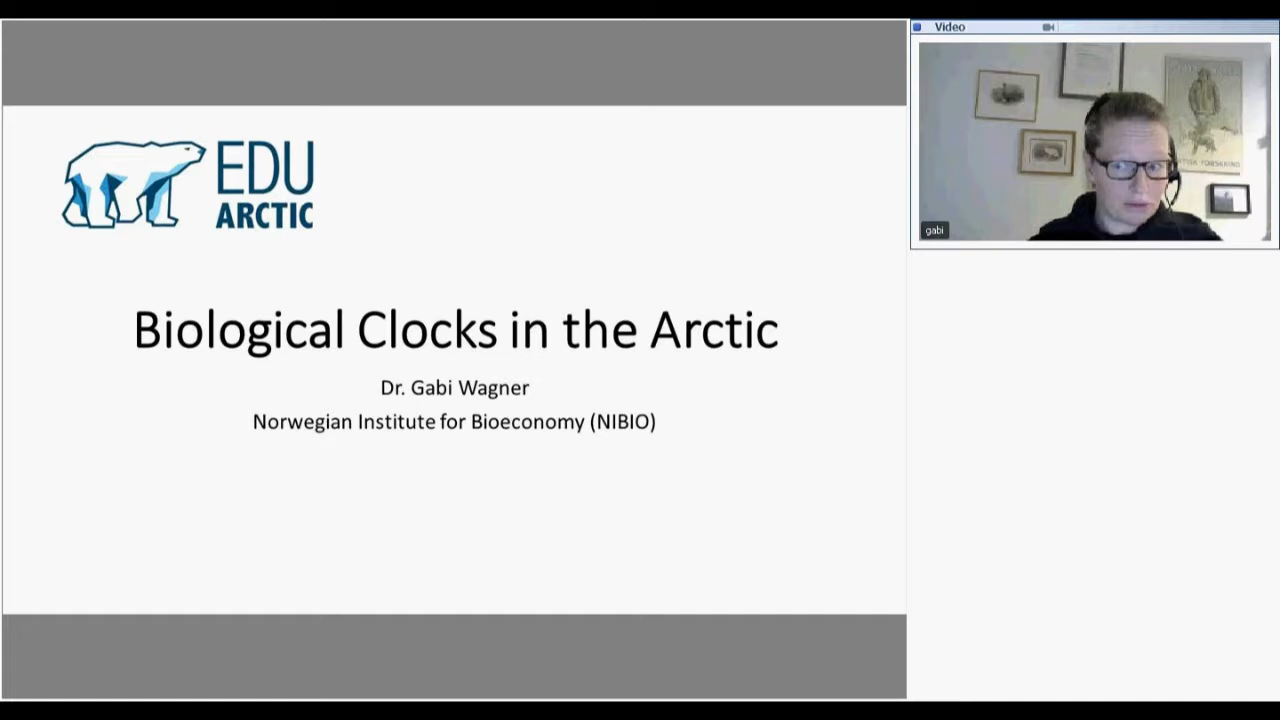 Video
EDU
ARCTIC
gabi
Biological Clocks in the Arctic
Dr. Gabi Wagner
Norwegian Institute for Bioeconomy (NIBIO)